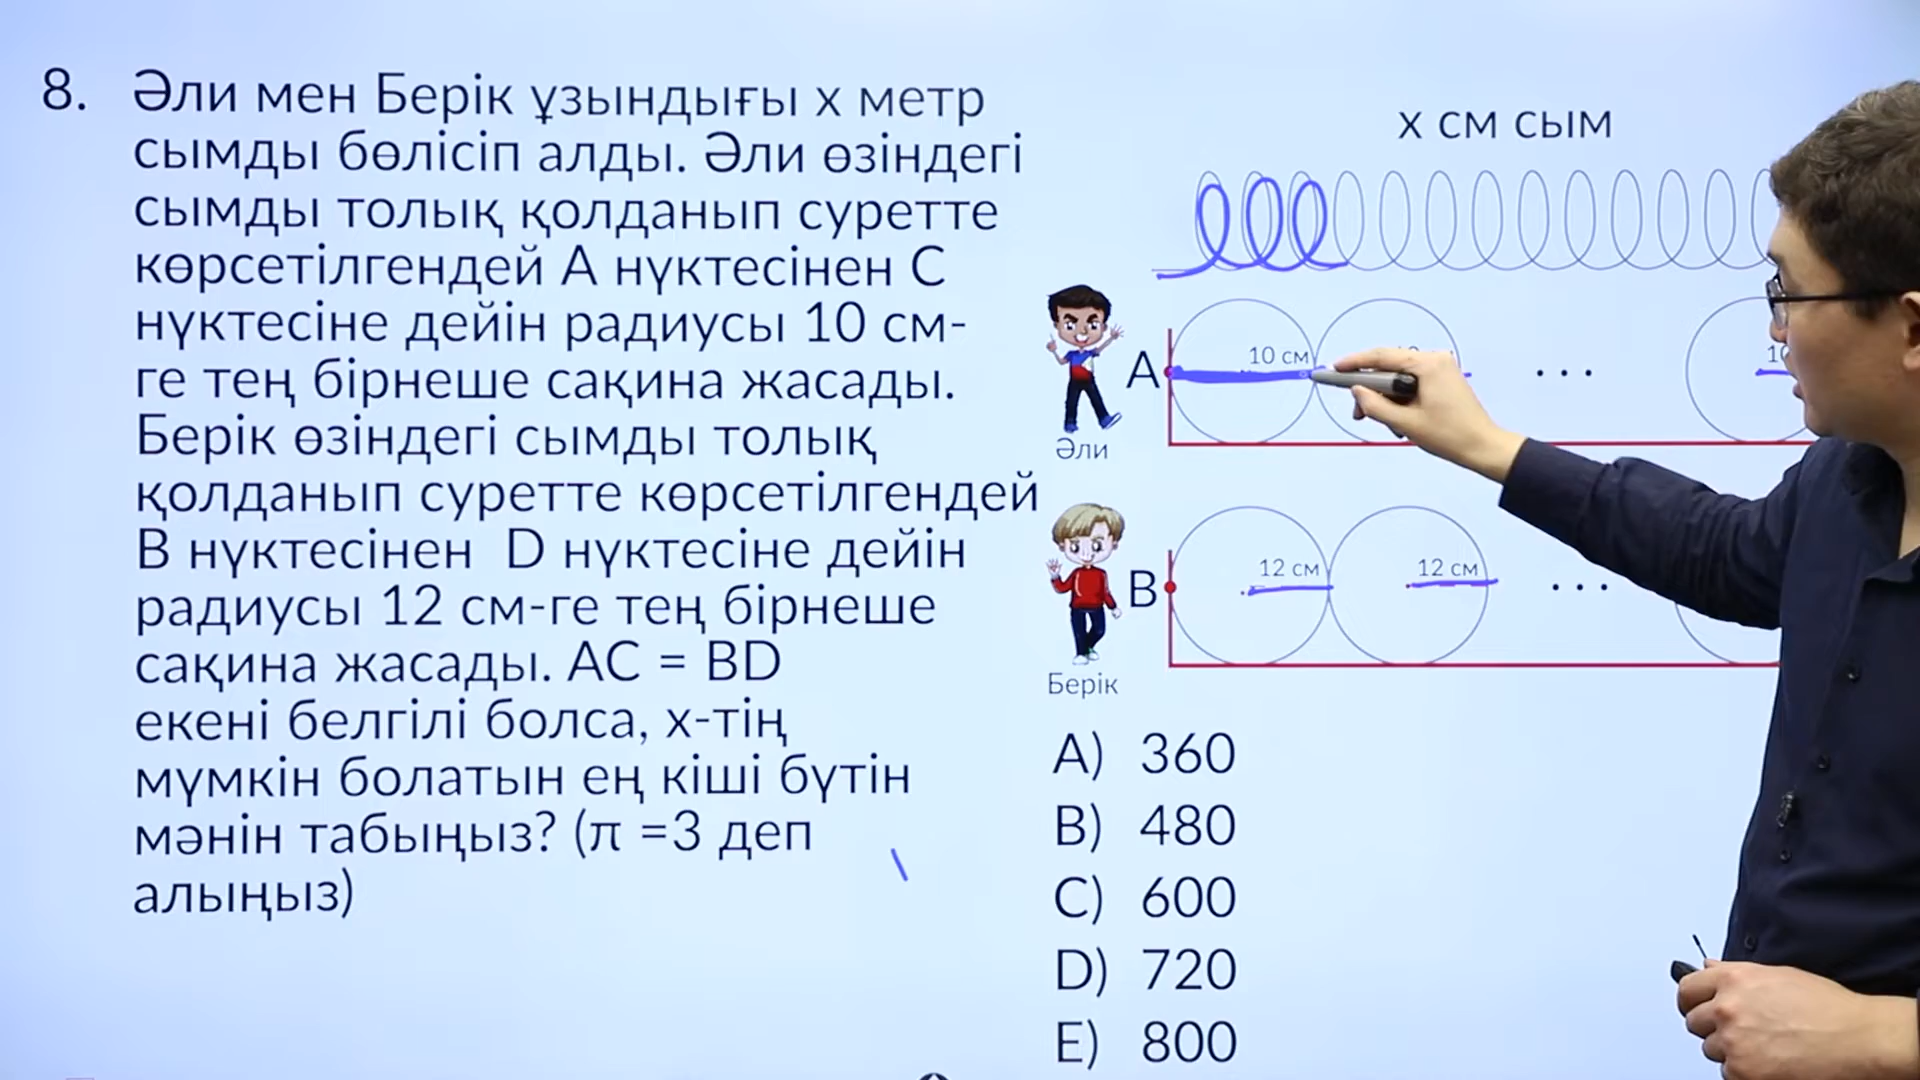 8. Әли мен Берік ұзындығы х метр
сымды бөлісіп алды. Әли өзіндегі
сымды толық қолданып суретте
көрсетілгендей А нүктесінен С
нүктесіне дейін радиусы 10 см-
ге тең бірнеше сақина жасады.
Берік өзіндегі сымды толық
қолданып суретте көрсетілгендей
В нүктесінен D нүктесіне дейін
радиусы 12 см-ге тең бірнеше
сақина жасады. АС = BD
екені белгілі болса, х-тің
мүмкін болатын ең кіші бүтін
мәнін табыңыз? (π =3 деп
алыңыз)
х см сым
A
10 см
...
10
Әли
B
12 см
12 см
...
Берік
A) 360
B) 480
C) 600
D) 720
E) 800